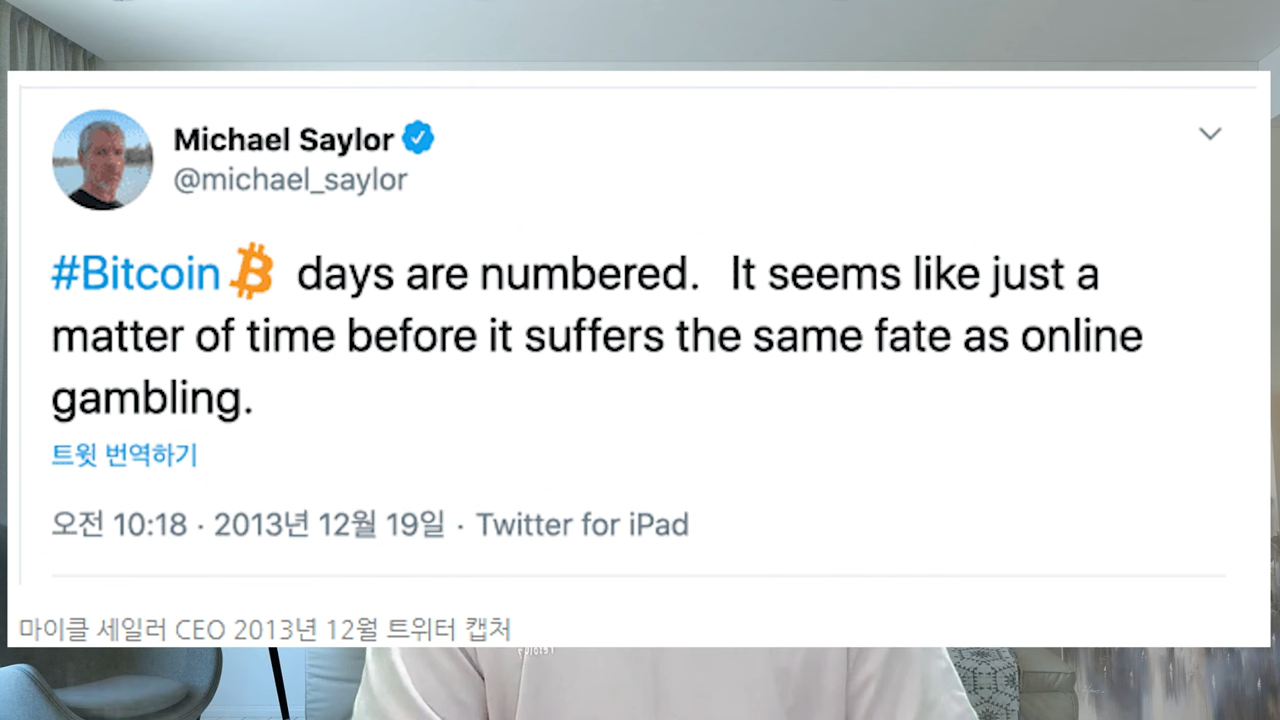 Michael Saylor
@michael_saylor
#Bitcoin days are numbered. It seems like just a
matter of time before it suffers the same fate as online
gambling.
트윗 번역하기
오전 10:18 · 2013년 12월 19일 · Twitter for iPad
마이클 세일러 CEO 2013년 12월 트위터 캡처